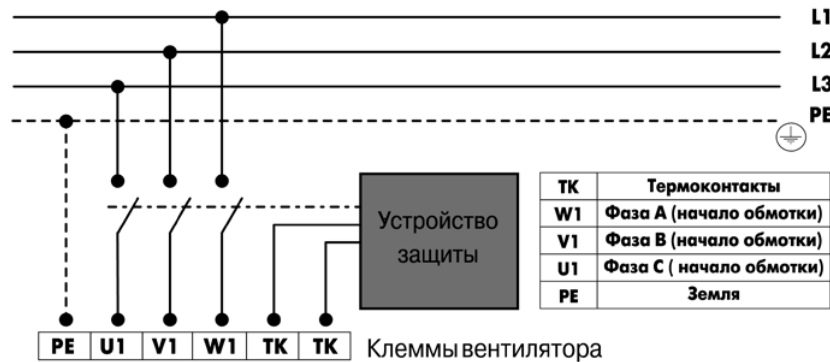 L1
L2
L3
PE
Устройство
защиты
TK Термоконтакты
W1 Фаза А (начало обмотки)
V1 Фаза В (начало обмотки)
U1 Фаза С ( начало обмотки)
PE Земля
PE U1 V1 W1 TK TK Клеммы вентилятора